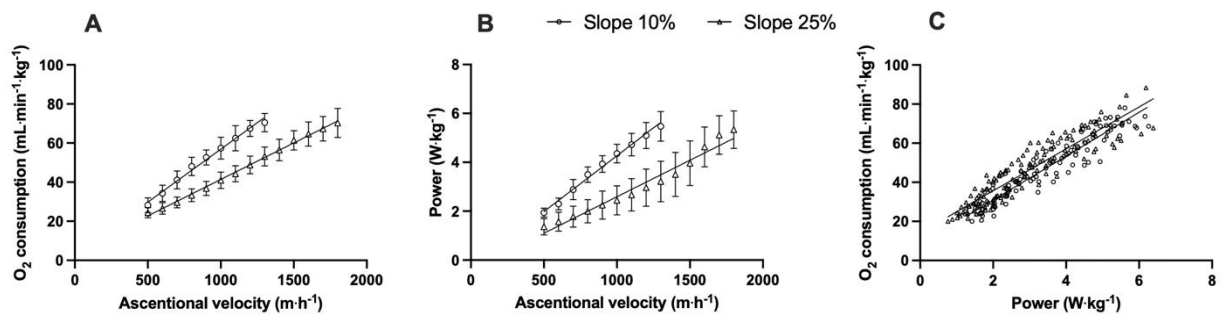 A
B
Slope 10%
Slope 25%
C
O₂ consumption (mL·min⁻¹·kg⁻¹)
100
80
60
40
20
0
0
500
1000
1500
2000
Ascentional velocity (m·h⁻¹)
Power (W·kg⁻¹)
8
6
4
2
0
0
500
1000
1500
2000
Ascentional velocity (m·h⁻¹)
O₂ consumption (mL·min⁻¹·kg⁻¹)
100
80
60
40
20
0
0
2
4
6
8
Power (W·kg⁻¹)